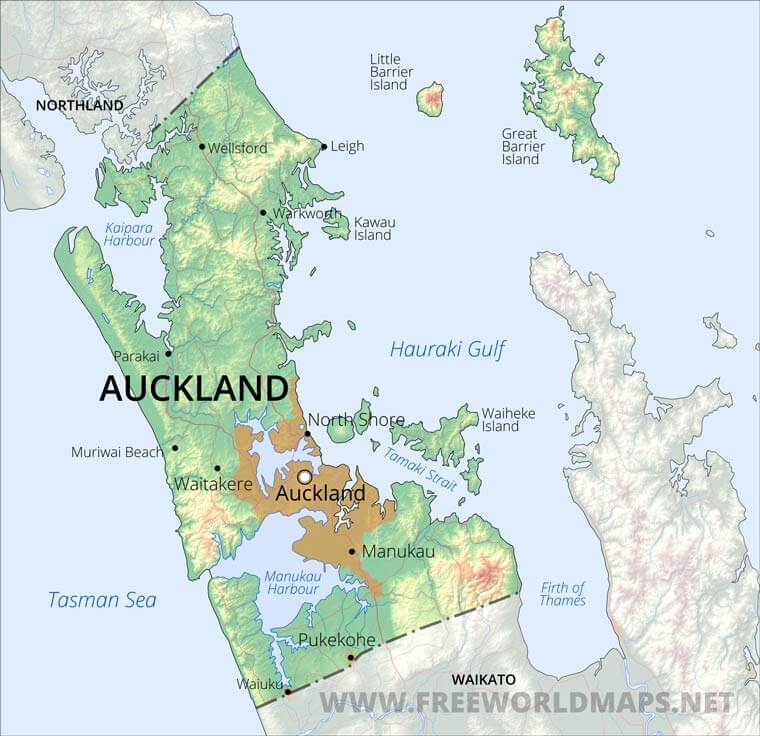 Little
Barrier
Island
NORTHLAND
Great
Barrier
Island
Wellsford
Leigh
Warkworth
Kawau
Island
Kaipara
Harbour
Hauraki Gulf
Parakai
AUCKLAND
North Shore
Waiheke
Island
Muriwai Beach
Tamaki Strait
Waitakere
Auckland
Manukau
Manukau
Harbour
Firth of
Thames
Tasman Sea
Pukekohe
Waiuku
WAIKATO
WWW.FREEWORLDMAPS.NET